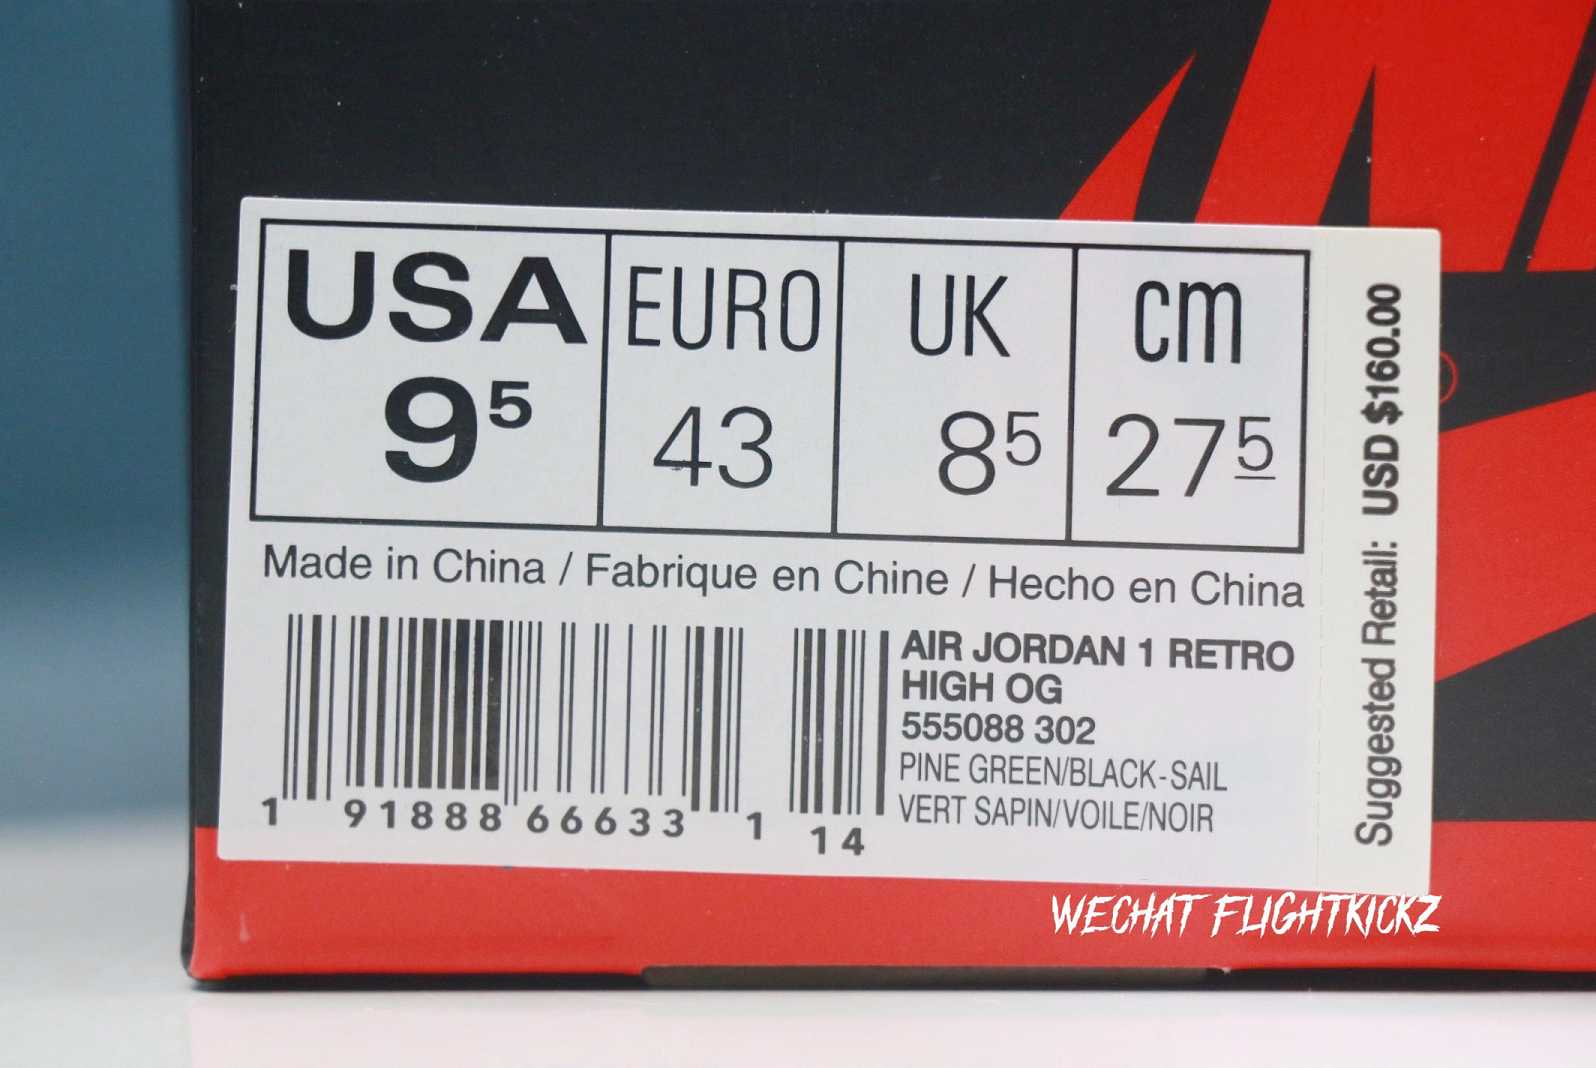 USA EURO UK cm
9⁵ 43 8⁵ 27⁵
Made in China / Fabrique en Chine / Hecho en China
AIR JORDAN 1 RETRO
HIGH OG
555088 302
PINE GREEN/BLACK-SAIL
VERT SAPIN/VOILE/NOIR
1 91888 66633 1 14
Suggested Retail: USD $160.00
WECHAT FLIGHTKICKZ